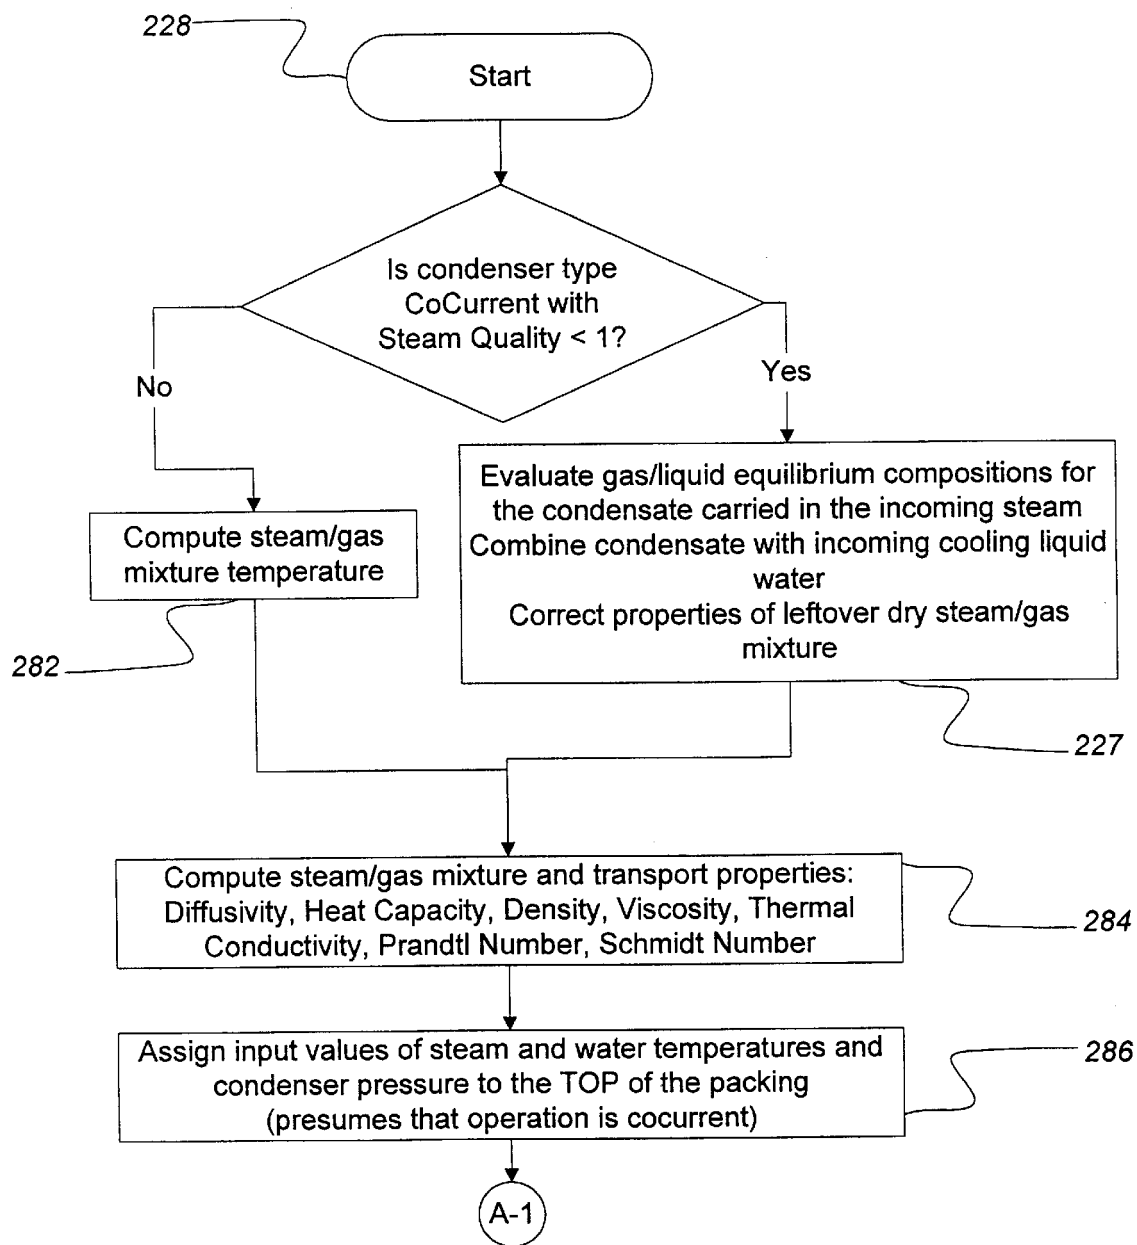 228
Start
Is condenser type
CoCurrent with
Steam Quality < 1?
No
Yes
Compute steam/gas
mixture temperature
Evaluate gas/liquid equilibrium compositions for
the condensate carried in the incoming steam
Combine condensate with incoming cooling liquid
water
Correct properties of leftover dry steam/gas
mixture
282
227
Compute steam/gas mixture and transport properties:
Diffusivity, Heat Capacity, Density, Viscosity, Thermal
Conductivity, Prandtl Number, Schmidt Number
284
Assign input values of steam and water temperatures and
condenser pressure to the TOP of the packing
(presumes that operation is cocurrent)
286
A-1